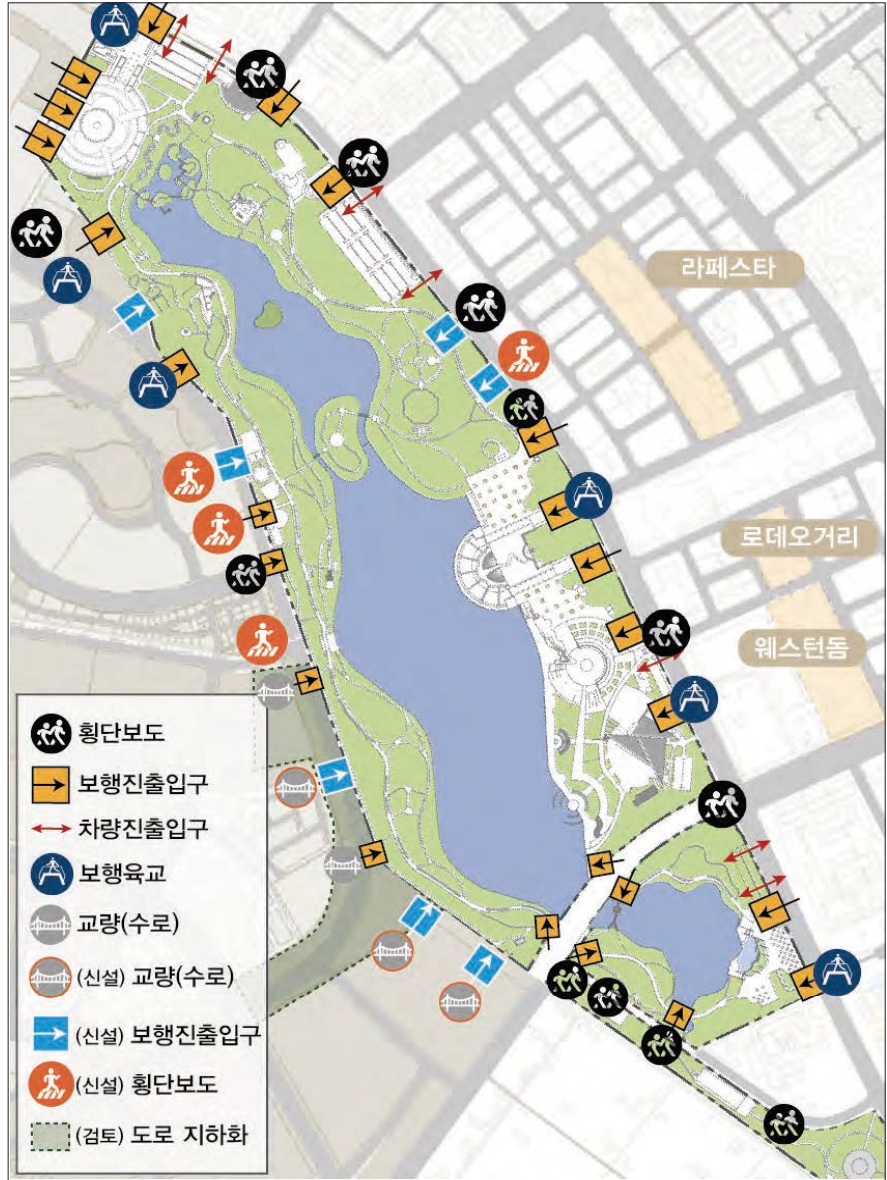 라페스타
로데오거리
웨스턴돔
횡단보도
보행진출입구
차량진출입구
보행육교
교량(수로)
(신설) 교량(수로)
(신설) 보행진출입구
(신설) 횡단보도
(검토) 도로 지하화